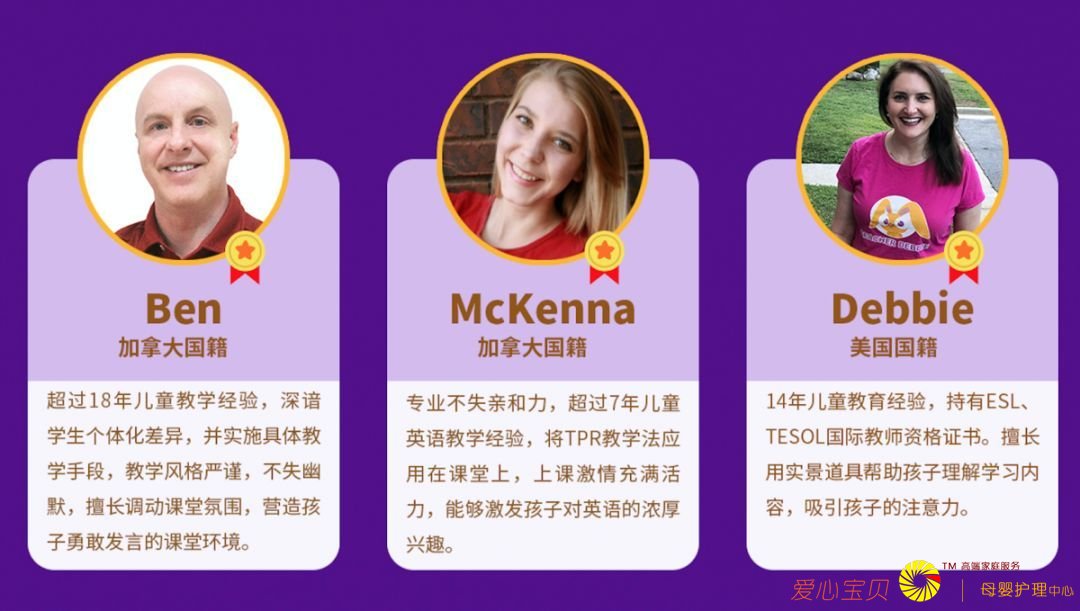 Ben
加拿大国籍
超过18年儿童教学经验，深谙
学生个体化差异，并实施具体教
学手段，教学风格严谨，不失幽
默，擅长调动课堂氛围，营造孩
子勇敢发言的课堂环境。
McKenna
加拿大国籍
专业不失亲和力，超过7年儿童
英语教学经验，将TPR教学法应
用在课堂上，上课激情充满活
力，能够激发孩子对英语的浓厚
兴趣。
Debbie
美国国籍
14年儿童教育经验，持有ESL、
TESOL国际教师资格证书。擅长
用实景道具帮助孩子理解学习内
容，吸引孩子的注意力。
TM 高端家庭服务
爱心宝贝 | 母婴护理中心